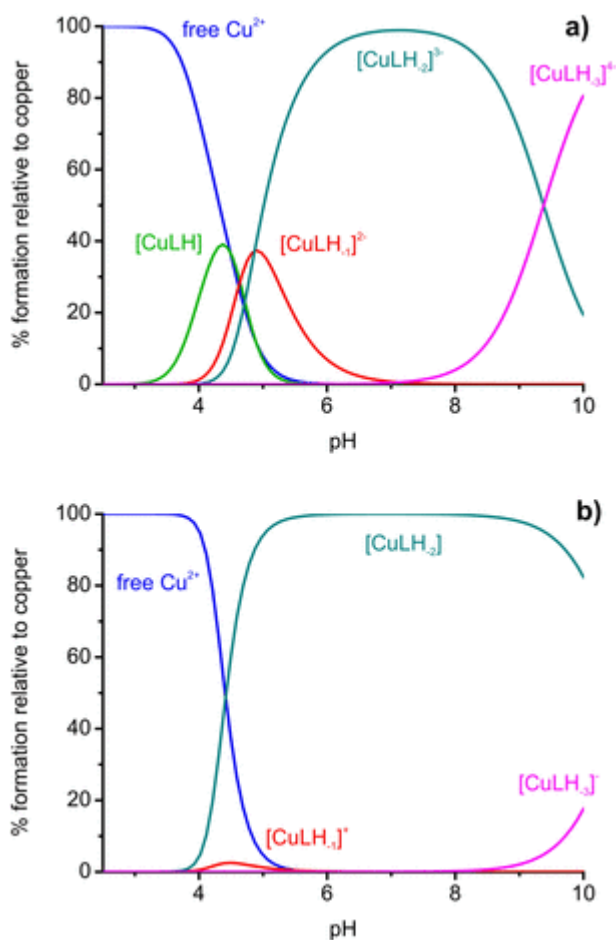 free Cu²⁺
a)
[CuLH₋₂]³⁻
[CuLH₋₃]⁴⁻
[CuLH]
[CuLH₋₁]²⁻
% formation relative to copper
100
80
60
40
20
0
4
6
8
10
pH
b)
[CuLH₋₂]
free Cu²⁺
[CuLH₋₃]⁻
[CuLH₋₁]⁺
% formation relative to copper
100
80
60
40
20
0
4
6
8
10
pH